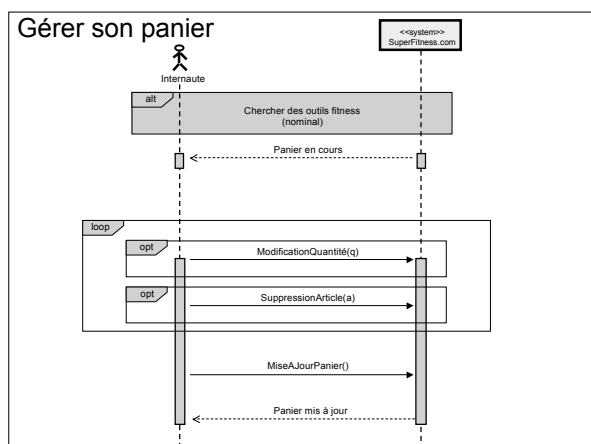 Gérer son panier
<<system>>
SuperFitness.com
Internaute
alt
Chercher des outils fitness
(nominal)
Panier en cours
loop
opt
ModificationQuantité(q)
opt
SuppressionArticle(a)
MiseAJourPanier()
Panier mis à jour